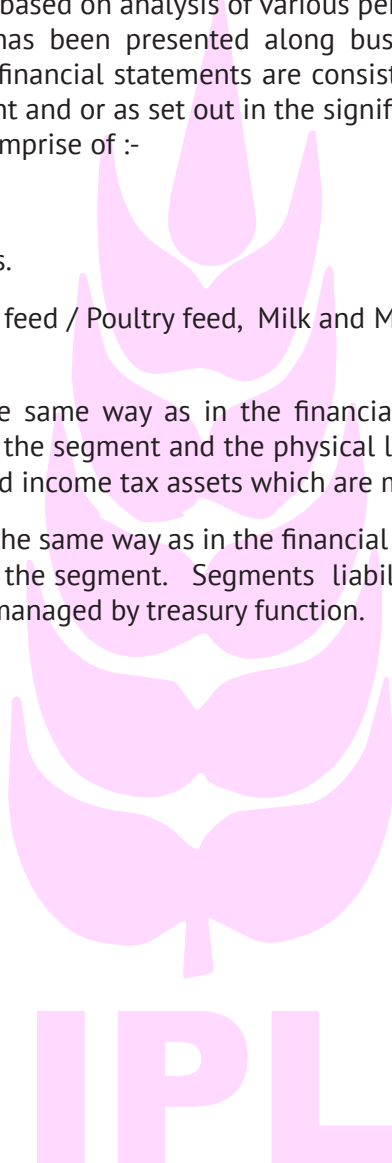 based on analysis of various per
has been presented along bus
financial statements are consist
nt and or as set out in the signif
mprise of :-
s.
feed / Poultry feed, Milk and M
e same way as in the financia
the segment and the physical l
d income tax assets which are n
he same way as in the financial
the segment. Segments liabil
managed by treasury function.
IPL